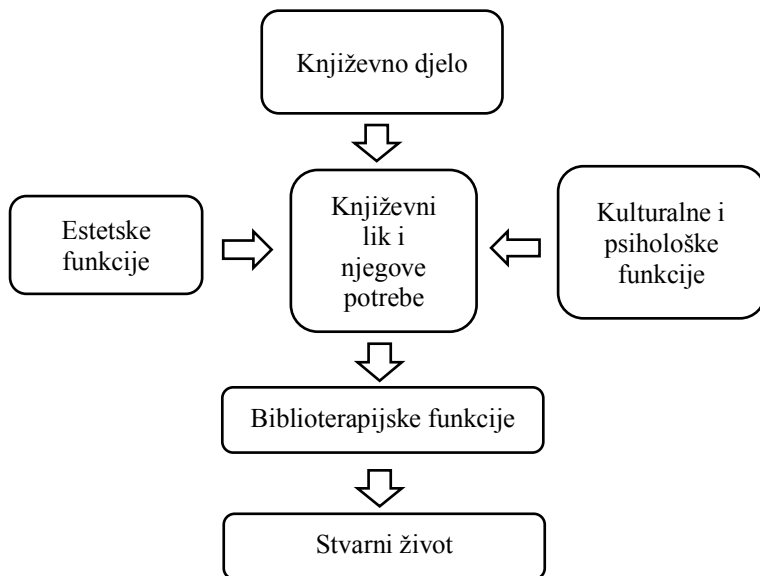 Književno djelo
Estetske
funkcije
Književni
lik i
njegove
potrebe
Kulturalne i
psihološke
funkcije
Biblioterapijske funkcije
Stvarni život